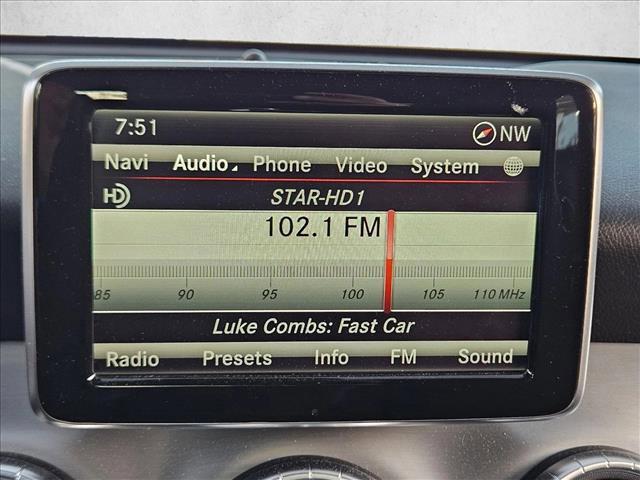 7:51 NW
Navi Audio Phone Video System
HD STAR-HD1
102.1 FM
85 90 95 100 105 110 MHz
Luke Combs: Fast Car
Radio Presets Info FM Sound